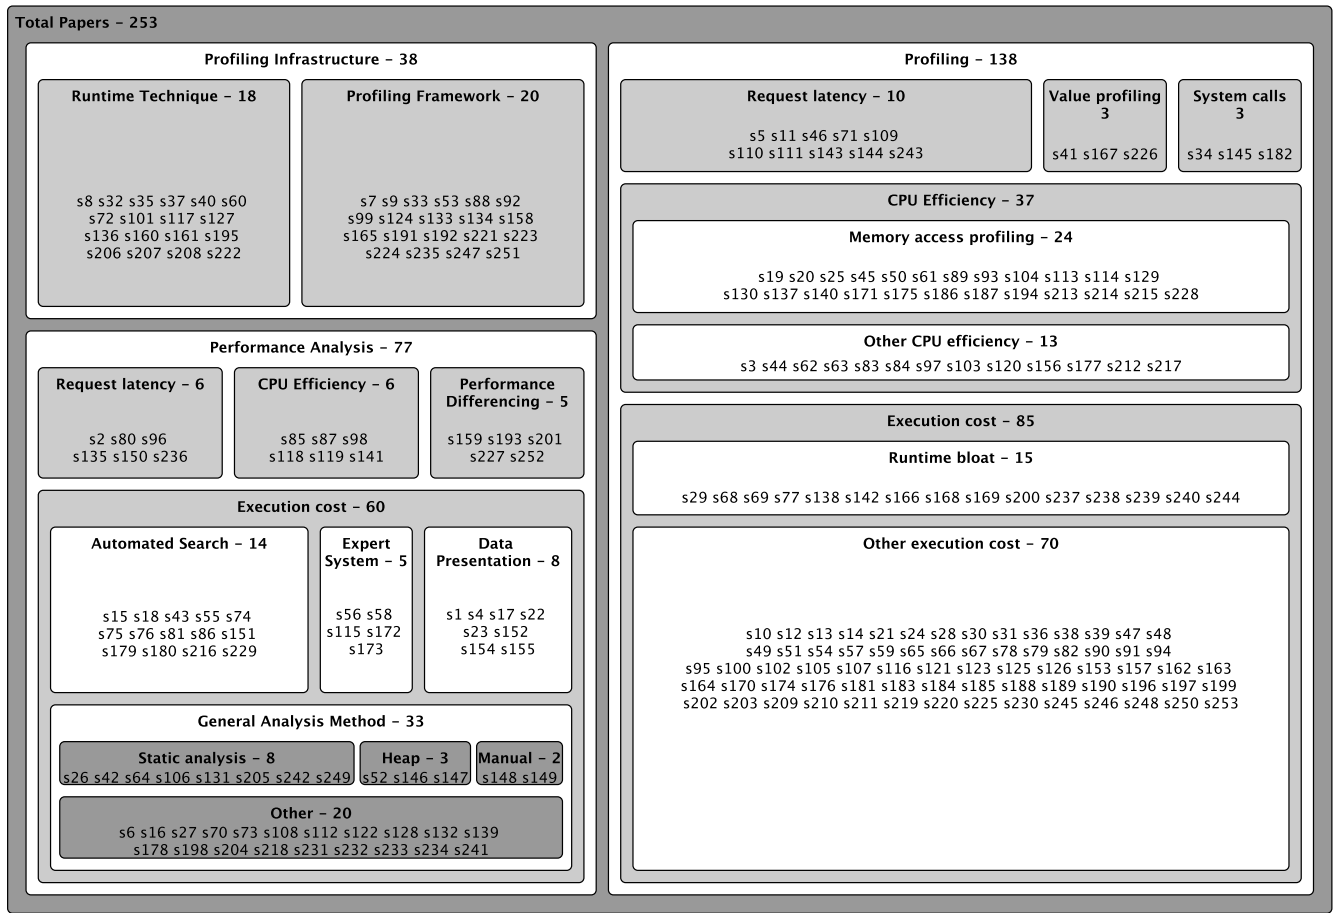 Total Papers – 253
Profiling Infrastructure – 38
Runtime Technique – 18
s8 s32 s35 s37 s40 s60
s72 s101 s117 s127
s136 s160 s161 s195
s206 s207 s208 s222
Profiling Framework – 20
s7 s9 s33 s53 s88 s92
s99 s124 s133 s134 s158
s165 s191 s192 s221 s223
s224 s235 s247 s251
Performance Analysis – 77
Request latency – 6
s2 s80 s96
s135 s150 s236
CPU Efficiency – 6
s85 s87 s98
s118 s119 s141
Performance
Differencing – 5
s159 s193 s201
s227 s252
Execution cost – 60
Automated Search – 14
s15 s18 s43 s55 s74
s75 s76 s81 s86 s151
s179 s180 s216 s229
Expert
System – 5
s56 s58
s115 s172
s173
Data
Presentation – 8
s1 s4 s17 s22
s23 s152
s154 s155
General Analysis Method – 33
Static analysis – 8
s26 s42 s64 s106 s131 s205 s242 s249
Heap – 3
s52 s146 s147
Manual – 2
s148 s149
Other – 20
s6 s16 s27 s70 s73 s108 s112 s122 s128 s132 s139
s178 s198 s204 s218 s231 s232 s233 s234 s241
Profiling – 138
Request latency – 10
s5 s11 s46 s71 s109
s110 s111 s143 s144 s243
Value profiling
3
s41 s167 s226
System calls
3
s34 s145 s182
CPU Efficiency – 37
Memory access profiling – 24
s19 s20 s25 s45 s50 s61 s89 s93 s104 s113 s114 s129
s130 s137 s140 s171 s175 s186 s187 s194 s213 s214 s215 s228
Other CPU efficiency – 13
s3 s44 s62 s63 s83 s84 s97 s103 s120 s156 s177 s212 s217
Execution cost – 85
Runtime bloat – 15
s29 s68 s69 s77 s138 s142 s166 s168 s169 s200 s237 s238 s239 s240 s244
Other execution cost – 70
s10 s12 s13 s14 s21 s24 s28 s30 s31 s36 s38 s39 s47 s48
s49 s51 s54 s57 s59 s65 s66 s67 s78 s79 s82 s90 s91 s94
s95 s100 s102 s105 s107 s116 s121 s123 s125 s126 s153 s157 s162 s163
s164 s170 s174 s176 s181 s183 s184 s185 s188 s189 s190 s196 s197 s199
s202 s203 s209 s210 s211 s219 s220 s225 s230 s245 s246 s248 s250 s253